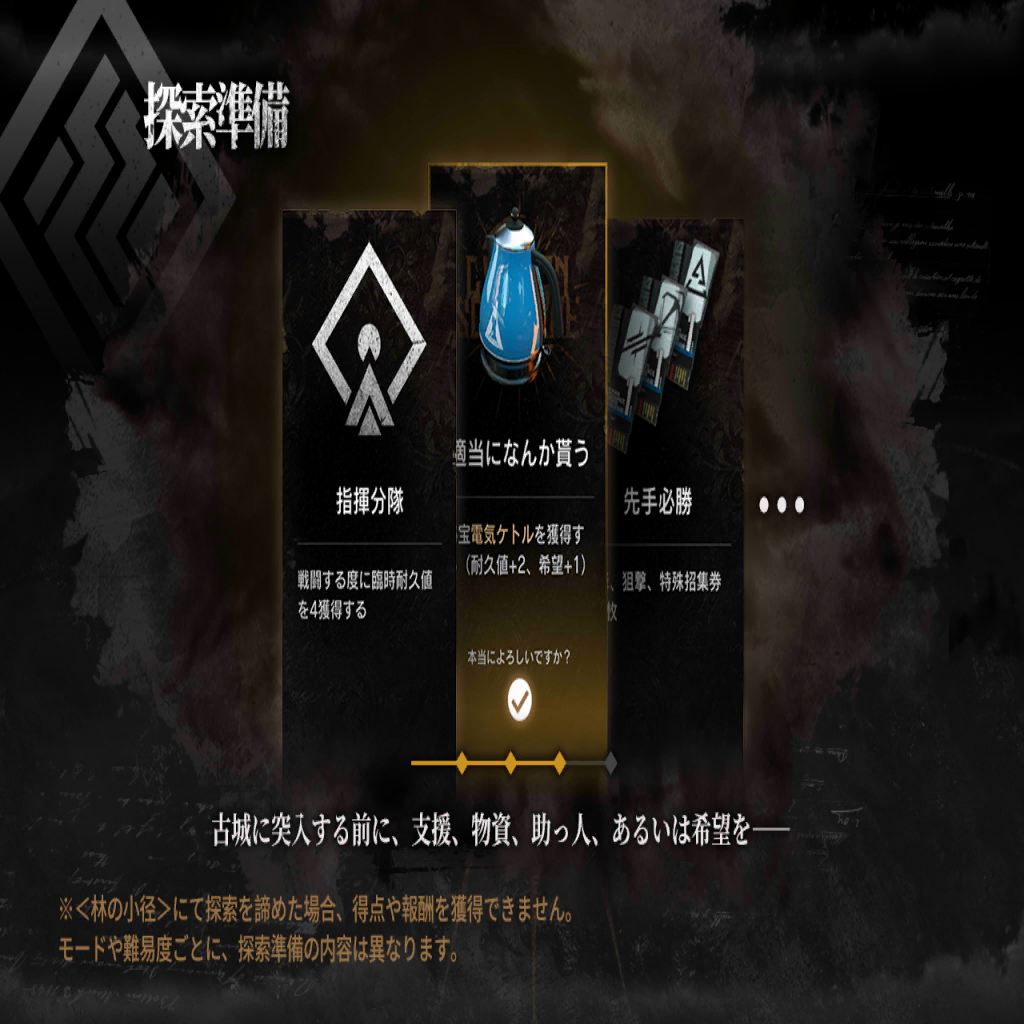 探索準備
指揮分隊
戦闘する度に臨時耐久値
を4獲得する
適当になんか貰う
宝電気ケトルを獲得す
（耐久値+2、希望+1）
本当によろしいですか？
先手必勝
、狙撃、特殊招集券
枚
古城に突入する前に、支援、物資、助っ人、あるいは希望を──
※＜林の小径＞にて探索を諦めた場合、得点や報酬を獲得できません。
モードや難易度ごとに、探索準備の内容は異なります。